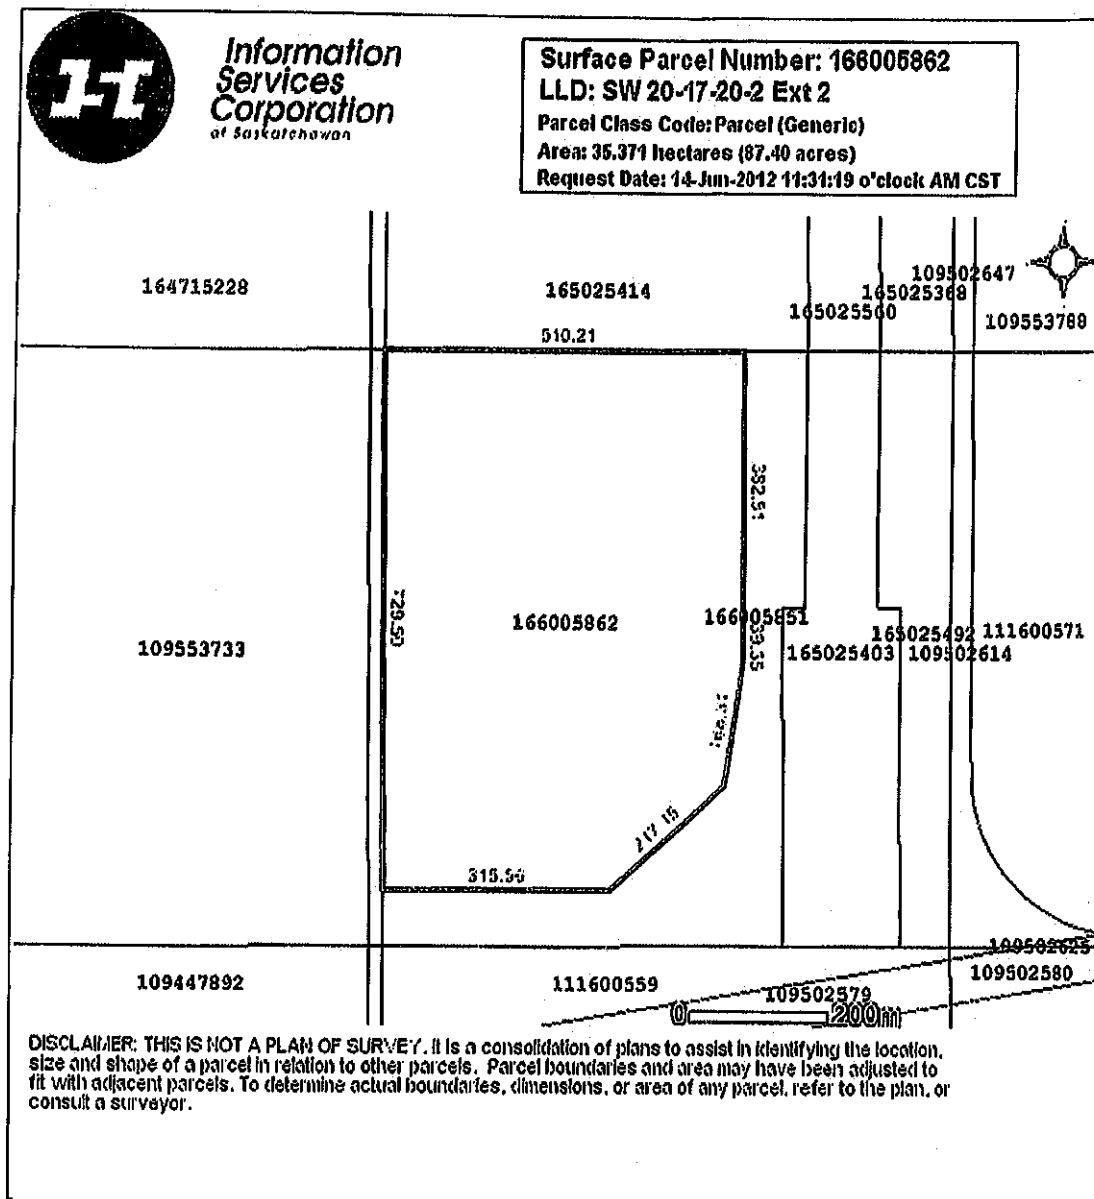 Information
Services
Corporation
of Saskatchewan
Surface Parcel Number: 166005862
LLD: SW 20-17-20-2 Ext 2
Parcel Class Code: Parcel (Generic)
Area: 35.371 hectares (87.40 acres)
Request Date: 14-Jun-2012 11:31:19 o'clock AM CST
164715228
165025414
109502647
165025368
165025560
109553788
510.21
382.51
729.50
109553733
166005862
166005851
165025492
111600571
165025403
109502614
217.15
315.50
109502625
109502580
109447892
111600559
109502579
0
200m
DISCLAIMER: THIS IS NOT A PLAN OF SURVEY. It is a consolidation of plans to assist in identifying the location,
size and shape of a parcel in relation to other parcels. Parcel boundaries and area may have been adjusted to
fit with adjacent parcels. To determine actual boundaries, dimensions, or area of any parcel, refer to the plan, or
consult a surveyor.